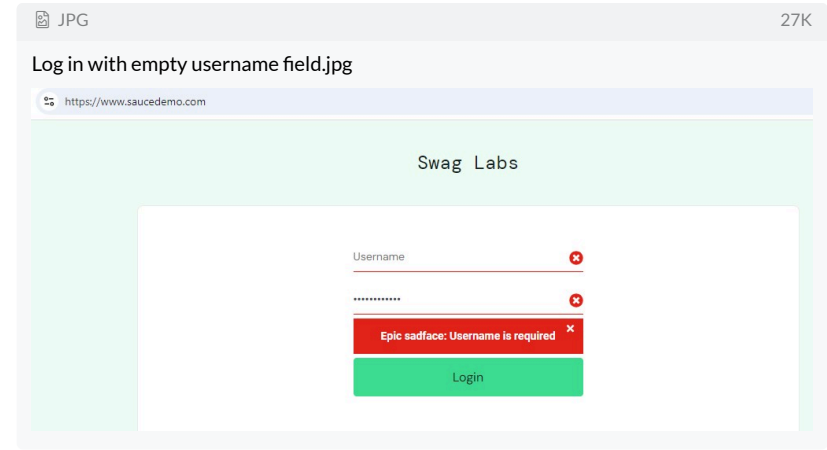 JPG 27K
Log in with empty username field.jpg
https://www.saucedemo.com
Swag Labs
Username
••••••••••••
Epic sadface: Username is required
Login